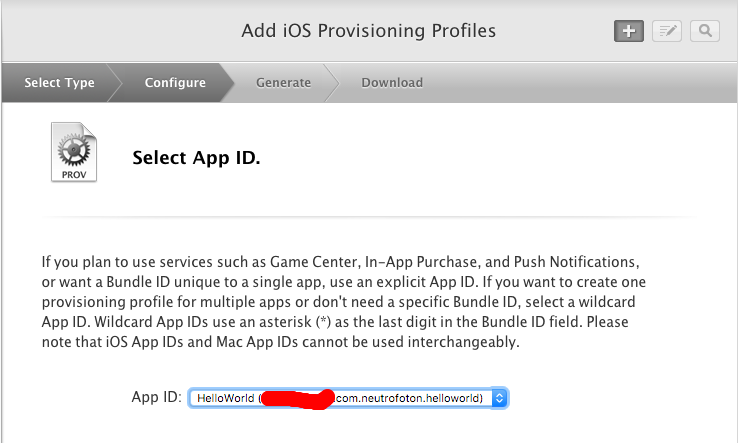 Add iOS Provisioning Profiles
Select Type Configure Generate Download
PROV
Select App ID.
If you plan to use services such as Game Center, In-App Purchase, and Push Notifications,
or want a Bundle ID unique to a single app, use an explicit App ID. If you want to create one
provisioning profile for multiple apps or don't need a specific Bundle ID, select a wildcard
App ID. Wildcard App IDs use an asterisk (*) as the last digit in the Bundle ID field. Please
note that iOS App IDs and Mac App IDs cannot be used interchangeably.
App ID: HelloWorld ( .com.neutrofoton.helloworld)